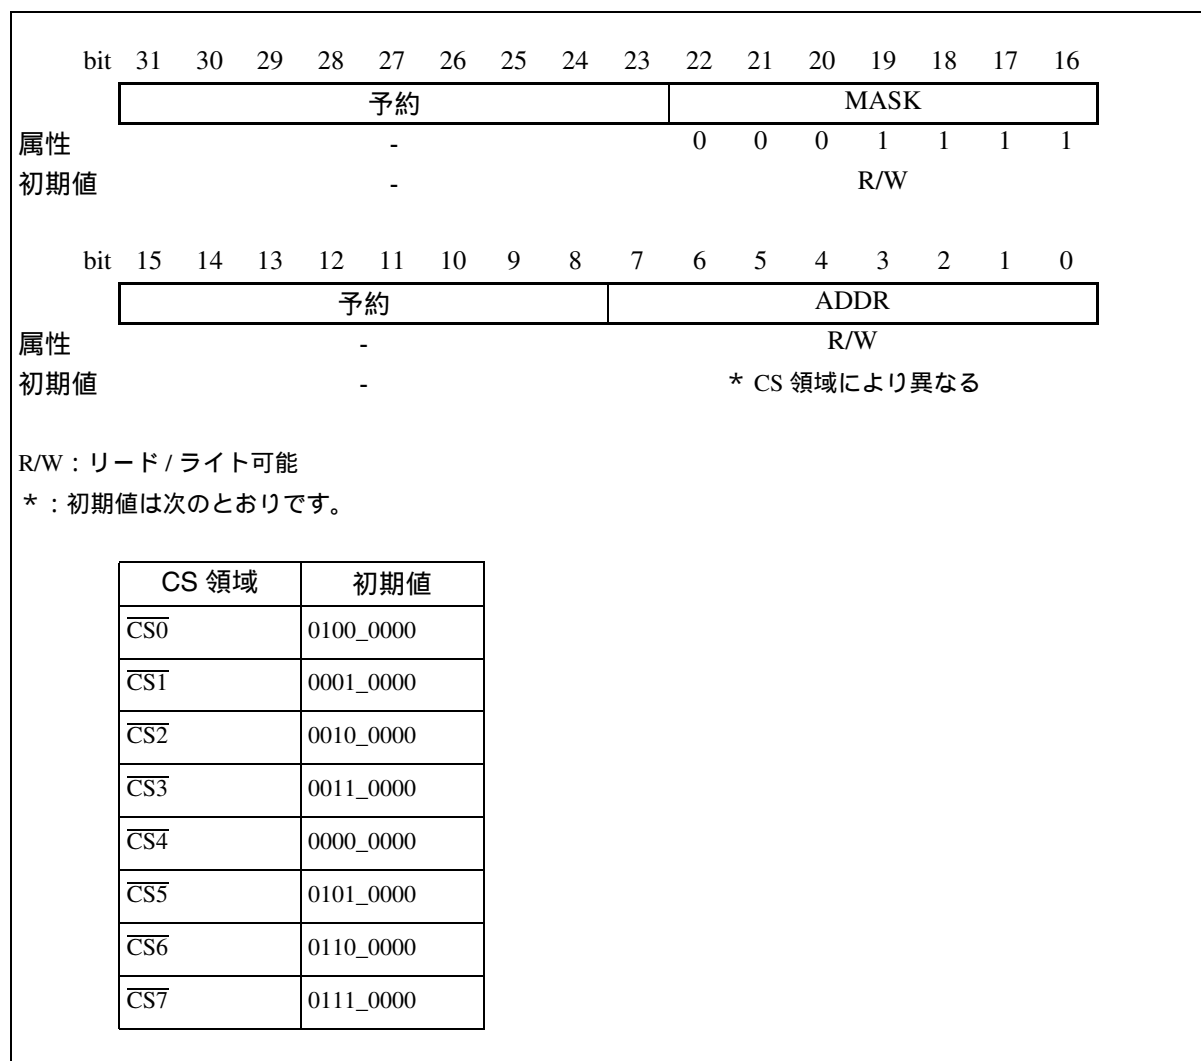 bit 31 30 29 28 27 26 25 24 23 22 21 20 19 18 17 16
予約 MASK
属性 - 0 0 0 1 1 1 1
初期値 - R/W
bit 15 14 13 12 11 10 9 8 7 6 5 4 3 2 1 0
予約 ADDR
属性 - R/W
初期値 - * CS 領域により異なる
R/W：リード / ライト可能
*：初期値は次のとおりです。
CS 領域 初期値
CS0 0100_0000
CS1 0001_0000
CS2 0010_0000
CS3 0011_0000
CS4 0000_0000
CS5 0101_0000
CS6 0110_0000
CS7 0111_0000